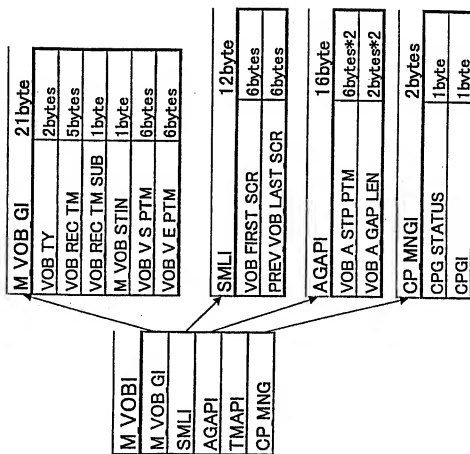 M VOBI
M VOB GI
SMLI
AGAPI
TMAPI
CP MNG
M VOB GI 21byte
VOB TY 2bytes
VOB REC TM 5bytes
VOB REC TM SUB 1byte
M VOB STIN 1byte
VOB V S PTM 6bytes
VOB V E PTM 6bytes
SMLI 12byte
VOB FIRST SCR 6bytes
PREV VOB LAST SCR 6bytes
AGAPI 16byte
VOB A STP PTM 6bytes*2
VOB A GAP LEN 2bytes*2
CP MNGI 2bytes
CPG STATUS 1byte
CPGI 1byte